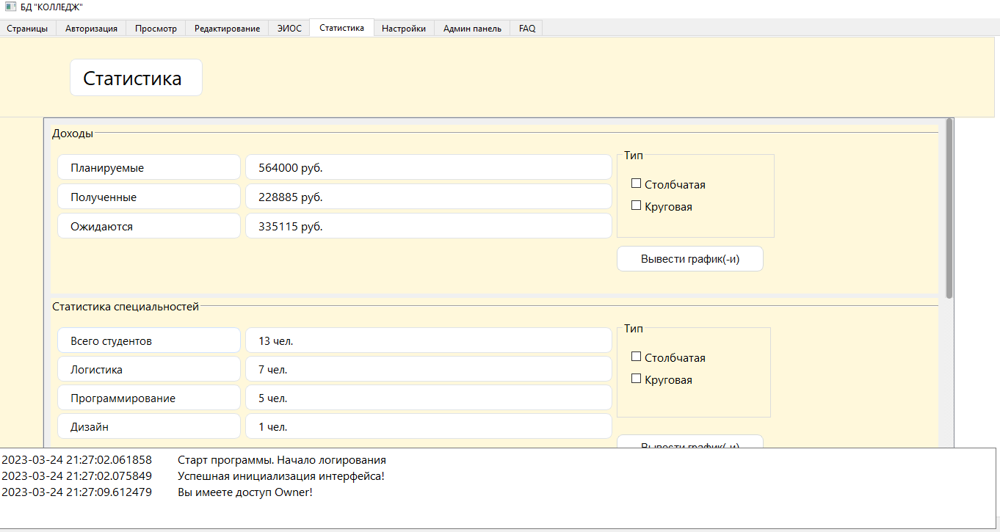 БД "КОЛЛЕДЖ"
Страницы Авторизация Просмотр Редактирование ЭИОС Статистика Настройки Админ панель FAQ
Статистика
Доходы
Тип
Планируемые 564000 руб.
Столбчатая
Полученные 228885 руб.
Круговая
Ожидаются 335115 руб.
Вывести график(-и)
Статистика специальностей
Тип
Всего студентов 13 чел.
Столбчатая
Логистика 7 чел.
Круговая
Программирование 5 чел.
Дизайн 1 чел.
Вывести график(-и)
2023-03-24 21:27:02.061858 Старт программы. Начало логирования
2023-03-24 21:27:02.075849 Успешная инициализация интерфейса!
2023-03-24 21:27:09.612479 Вы имеете доступ Owner!